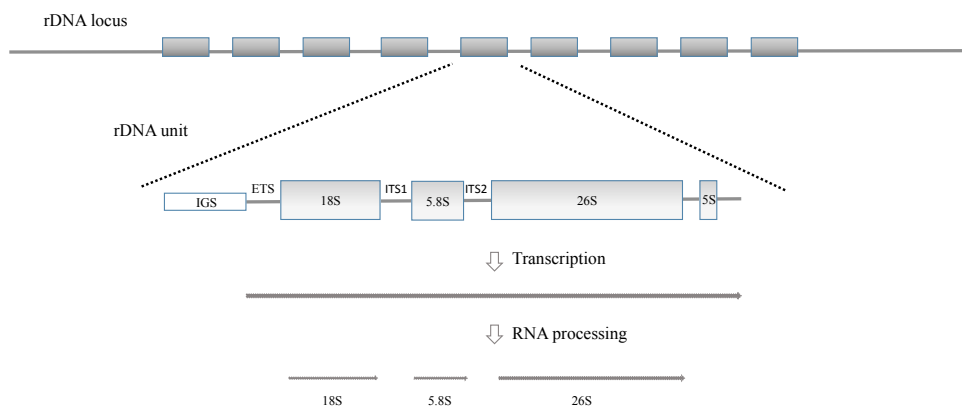 rDNA locus
rDNA unit
ETS
ITS1
ITS2
IGS
18S
5.8S
26S
5S
Transcription
RNA processing
18S
5.8S
26S